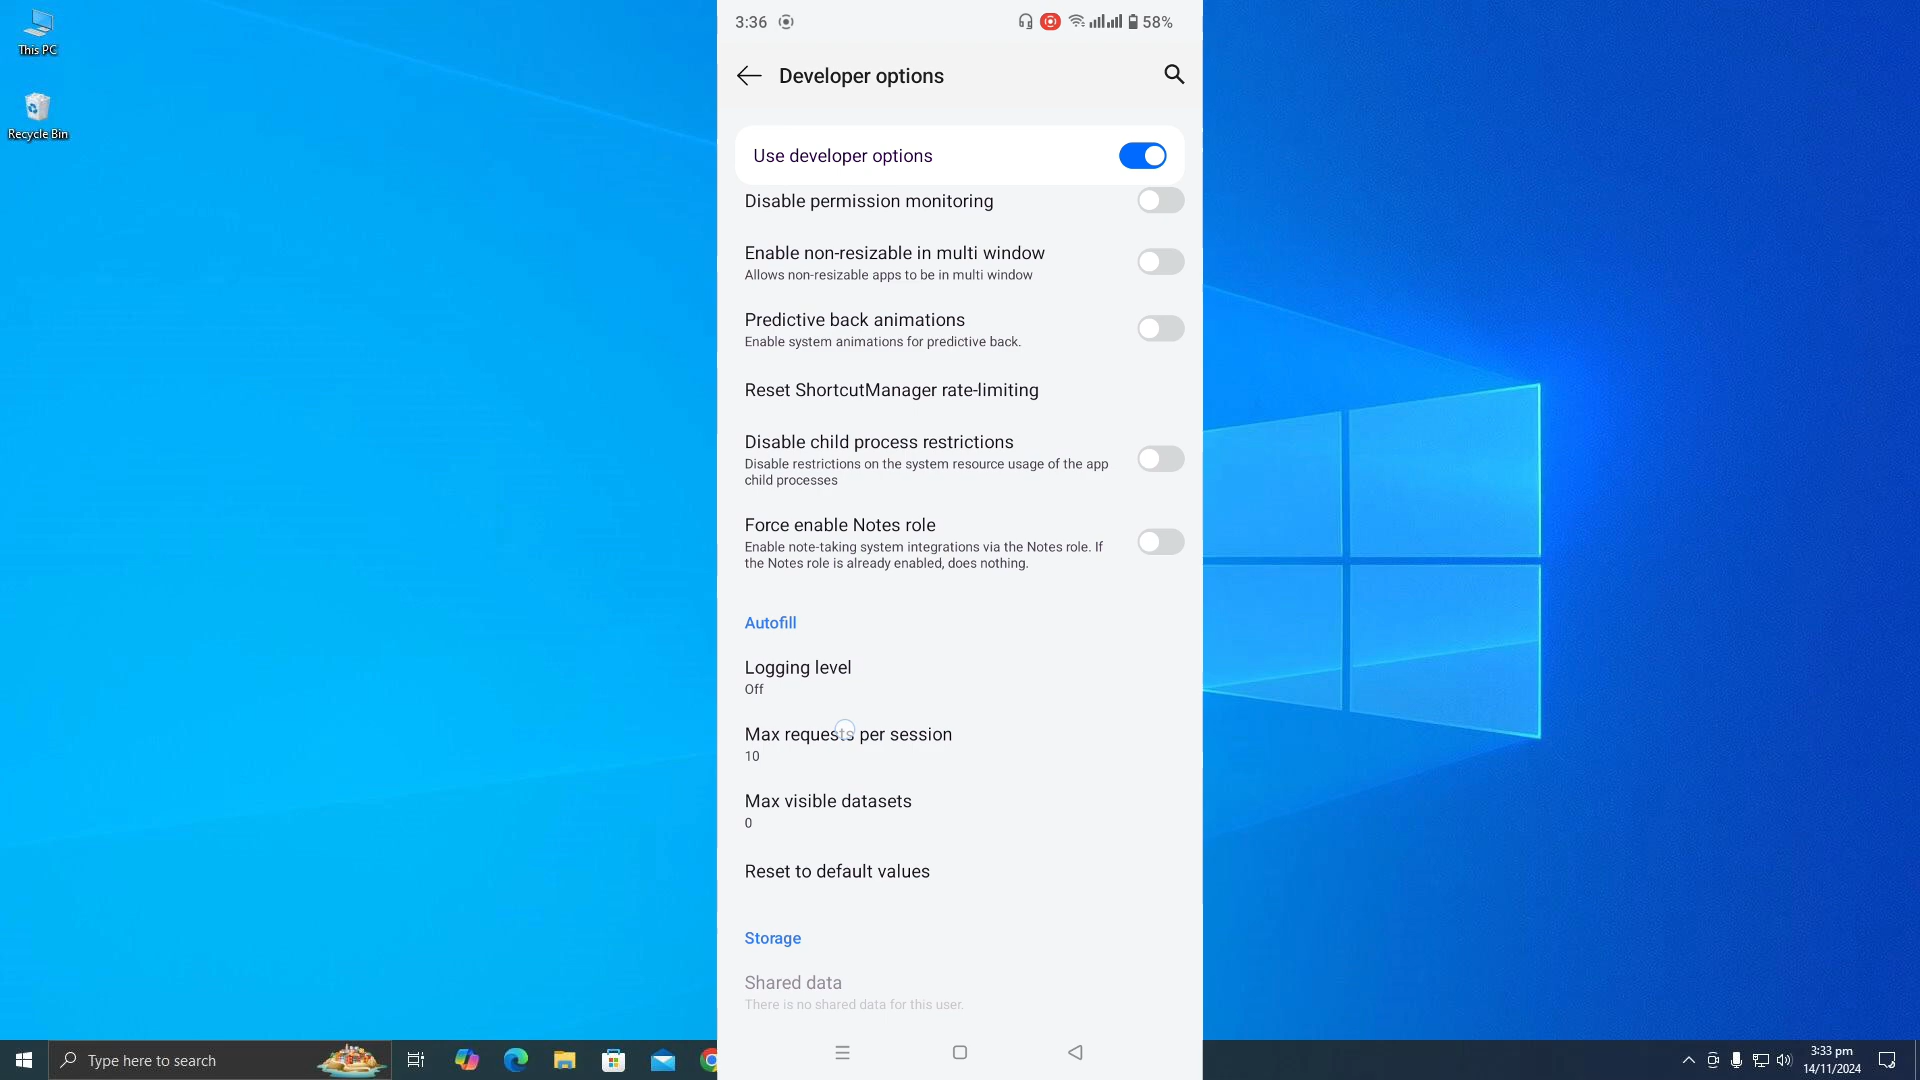 This PC
Recycle Bin
3:36
58%
Developer options
Use developer options
Disable permission monitoring
Enable non-resizable in multi window
Allows non-resizable apps to be in multi window
Predictive back animations
Enable system animations for predictive back.
Reset ShortcutManager rate-limiting
Disable child process restrictions
Disable restrictions on the system resource usage of the app
child processes
Force enable Notes role
Enable note-taking system integrations via the Notes role. If
the Notes role is already enabled, does nothing.
Autofill
Logging level
Off
Max requests per session
10
Max visible datasets
0
Reset to default values
Storage
Shared data
There is no shared data for this user.
Type here to search
3:33 pm
14/11/2024